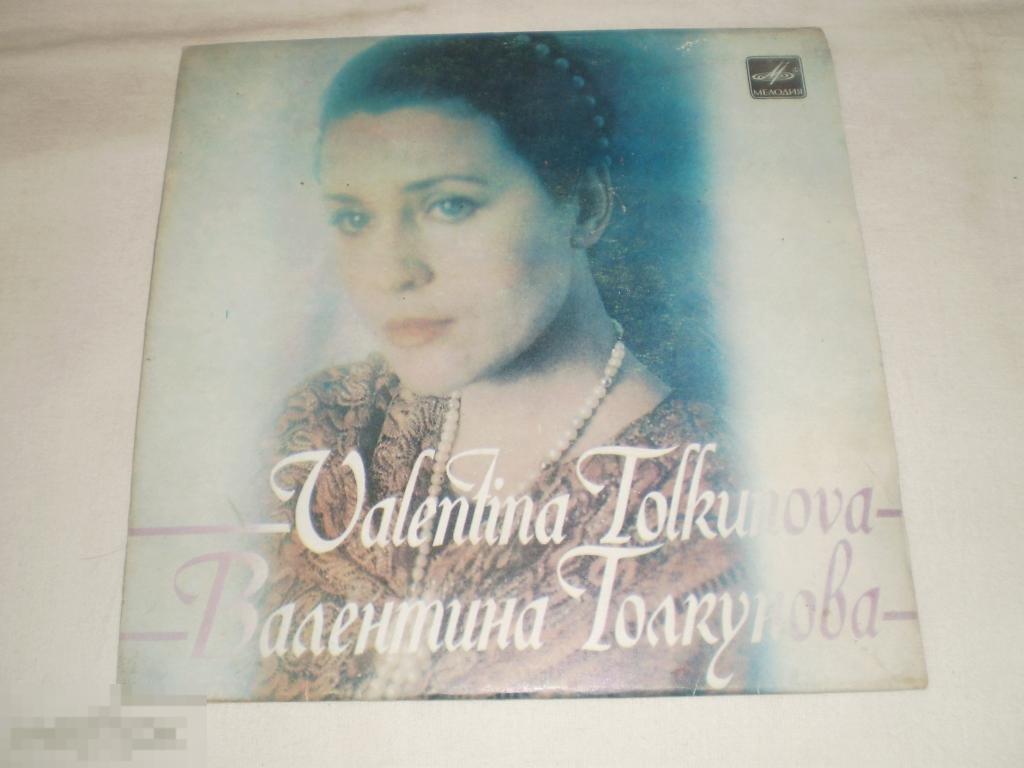 МЕЛОДИЯ
Valentina Tolkunova
Валентина Толкунова